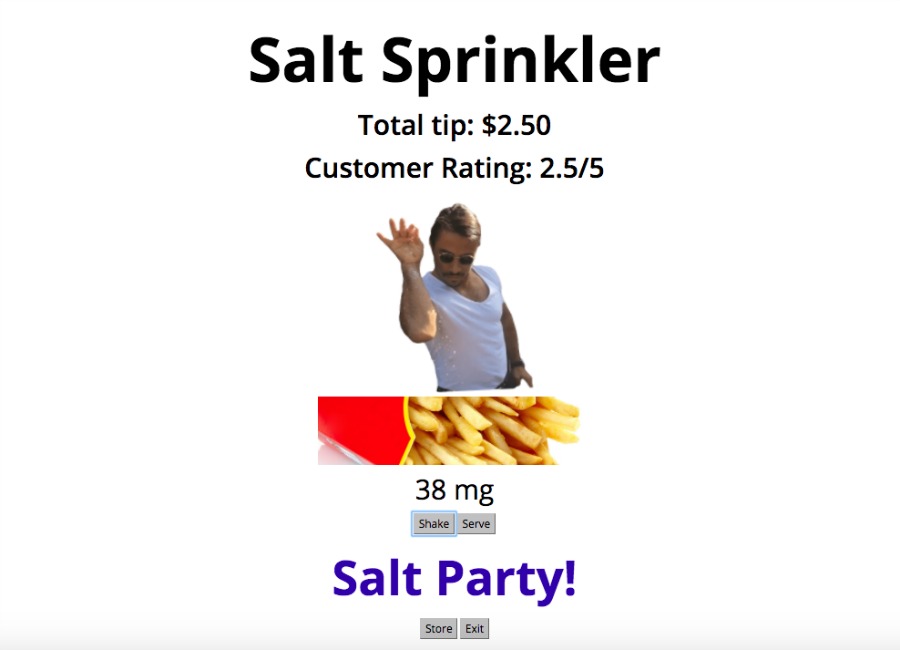 Salt Sprinkler
Total tip: $2.50
Customer Rating: 2.5/5
38 mg
Shake Serve
Salt Party!
Store Exit